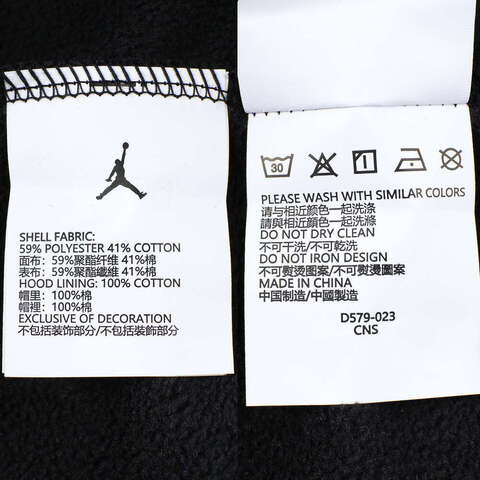 SHELL FABRIC:
59% POLYESTER 41% COTTON
面布：59%聚酯纤维 41%棉
表布：59%聚酯纖維 41%棉
HOOD LINING: 100% COTTON
帽里：100%棉
帽裡：100%棉
EXCLUSIVE OF DECORATION
不包括装饰部分/不包括裝飾部分
30
PLEASE WASH WITH SIMILAR COLORS
请与相近颜色一起洗涤
請與相近顏色一起洗滌
DO NOT DRY CLEAN
不可干洗/不可乾洗
DO NOT IRON DESIGN
不可熨烫图案/不可熨燙圖案
MADE IN CHINA
中国制造/中國製造
D579-023
CNS